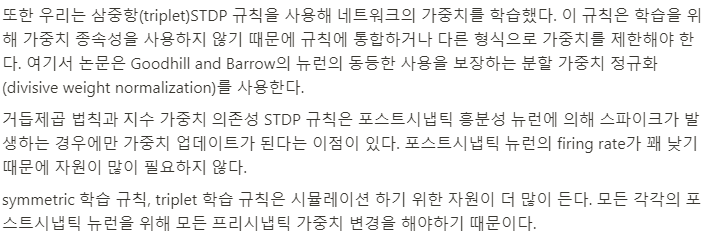 또한 우리는 삼중항(triplet)STDP 규칙을 사용해 네트워크의 가중치를 학습했다. 이 규칙은 학습을 위
해 가중치 종속성을 사용하지 않기 때문에 규칙에 통합하거나 다른 형식으로 가중치를 제한해야 한
다. 여기서 논문은 Goodhill and Barrow의 뉴런의 동등한 사용을 보장하는 분할 가중치 정규화
(divisive weight normalization)를 사용한다.
거듭제곱 법칙과 지수 가중치 의존성 STDP 규칙은 포스트시냅틱 흥분성 뉴런에 의해 스파이크가 발
생하는 경우에만 가중치 업데이트가 된다는 이점이 있다. 포스트시냅틱 뉴런의 firing rate가 꽤 낮기
때문에 자원이 많이 필요하지 않다.
symmetric 학습 규칙, triplet 학습 규칙은 시뮬레이션 하기 위한 자원이 더 많이 든다. 모든 각각의 포
스트시냅틱 뉴런을 위해 모든 프리시냅틱 가중치 변경을 해야하기 때문이다.